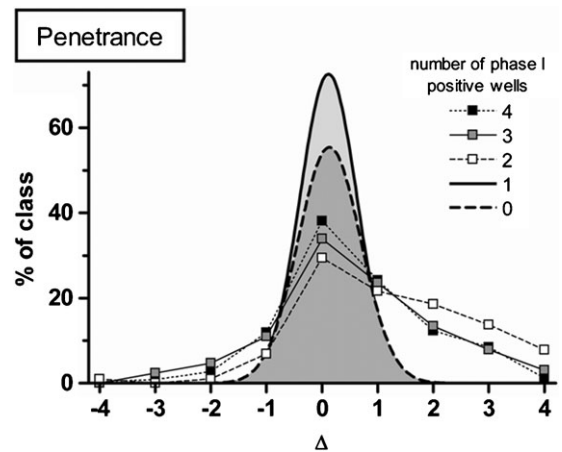 Penetrance
number of phase I
positive wells
4
3
2
1
0
% of class
60
40
20
0
-4 -3 -2 -1 0 1 2 3 4
Δ